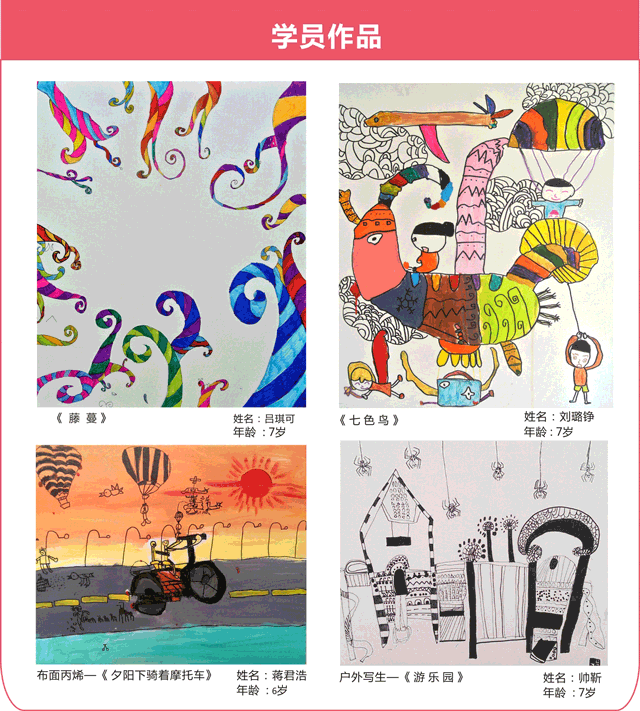 学员作品
《 藤 蔓 》
姓名：吕琪可
年龄 ：7岁
《 七 色 鸟 》
姓名：刘璐铮
年龄 ：7岁
布面丙烯—《 夕阳下骑着摩托车》
姓名：蒋君浩
年龄 ：6岁
户外写生—《 游 乐 园 》
姓名：帅靳
年龄 ：7岁